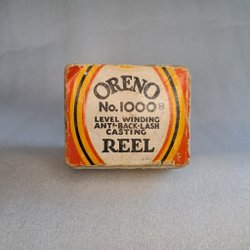 ORENO
No. 1000B
LEVEL WINDING
ANTI-BACK-LASH
CASTING
REEL